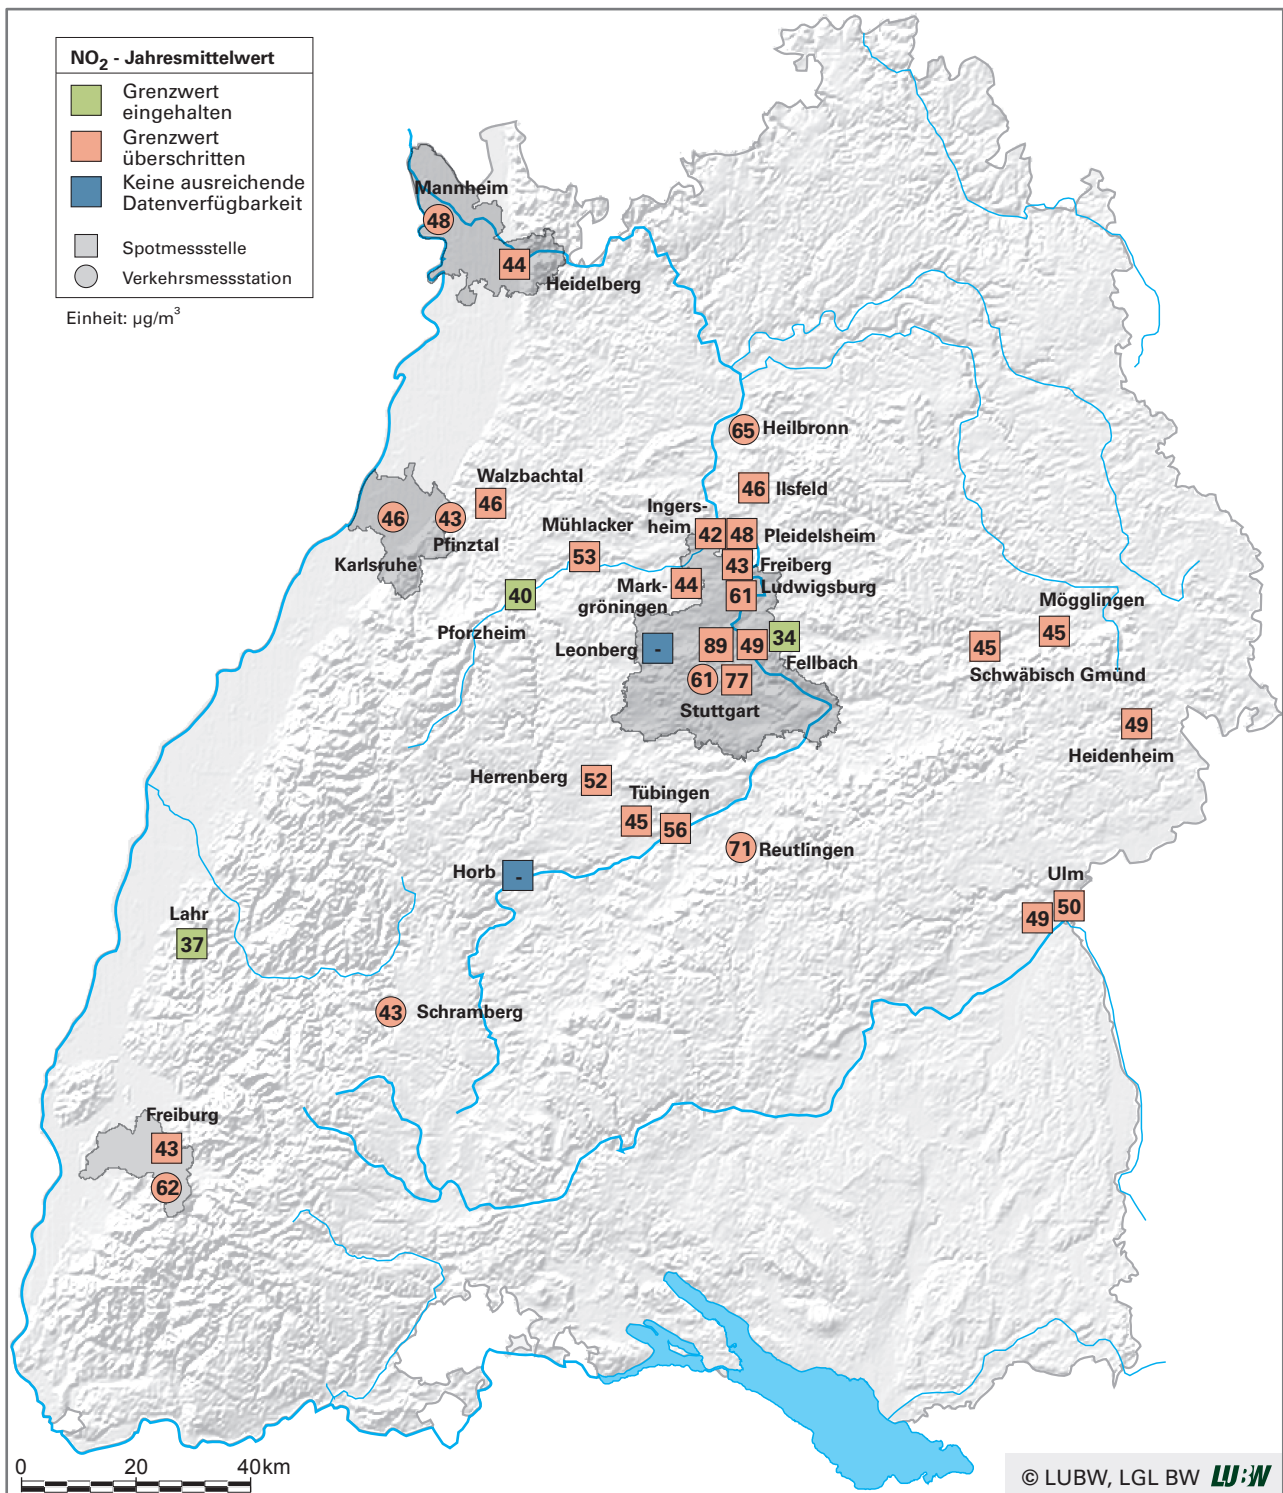 NO2 - Jahresmittelwert
Grenzwert
eingehalten
Grenzwert
überschritten
Keine ausreichende
Datenverfügbarkeit
Spotmessstelle
Verkehrsmessstation
Einheit: µg/m³
Mannheim
48
44
Heidelberg
65 Heilbronn
Walzbachtal
46
46 Ilsfeld
46
43
Pfinztal
Karlsruhe
Mühlacker
53
Ingers-
heim
42
48 Pleidelsheim
43 Freiberg
44
Mark-
gröningen
61 Ludwigsburg
40
Pforzheim
Leonberg -
89
49
34
Fellbach
61
77
Stuttgart
Mögglingen
45
45
Schwäbisch Gmünd
49
Heidenheim
Herrenberg 52
Tübingen
45
56
71 Reutlingen
Horb -
Ulm
49
50
Lahr
37
43 Schramberg
Freiburg
43
62
0 20 40km
© LUBW, LGL BW LUBW